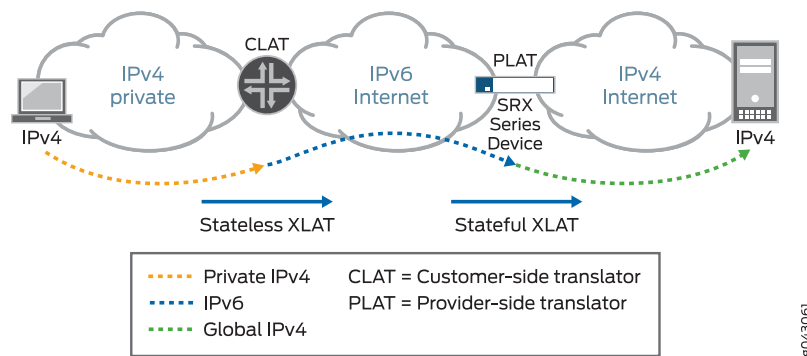 CLAT
PLAT
IPv4
private
IPv6
Internet
IPv4
Internet
IPv4
SRX
Series
Device
IPv4
Stateless XLAT
Stateful XLAT
Private IPv4
CLAT = Customer-side translator
IPv6
PLAT = Provider-side translator
Global IPv4
g043061